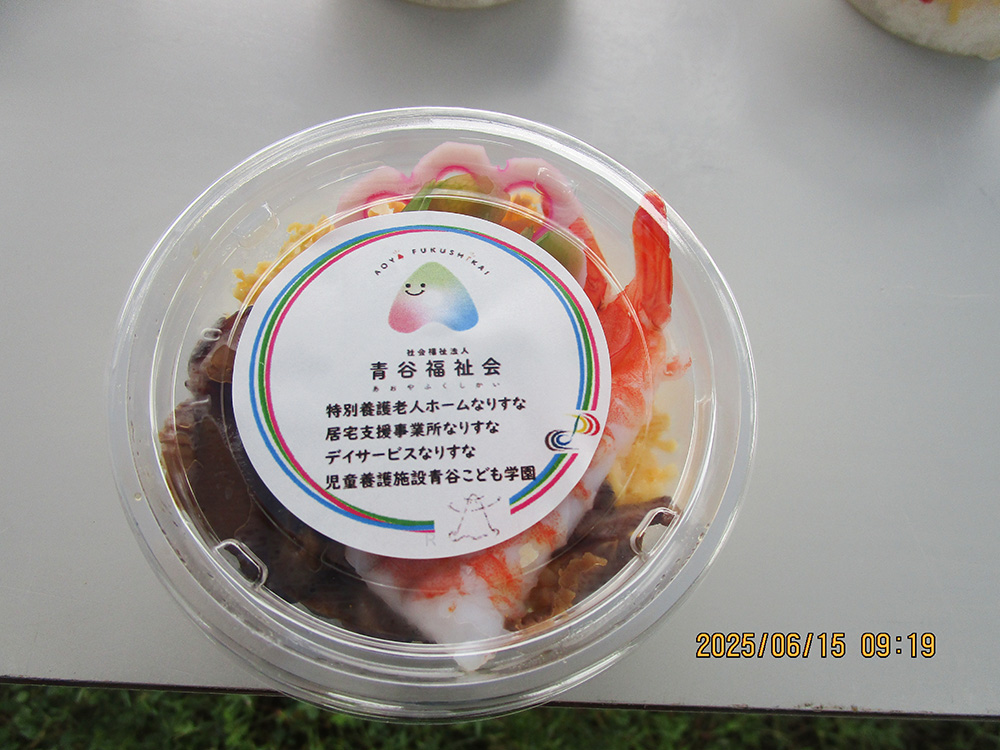 AOYA FUKUSHIKAI
社会福祉法人
青谷福祉会
あおやふくしかい
特別養護老人ホームなりすな
居宅支援事業所なりすな
デイサービスなりすな
児童養護施設青谷こども学園
R
2025/06/15 09:19